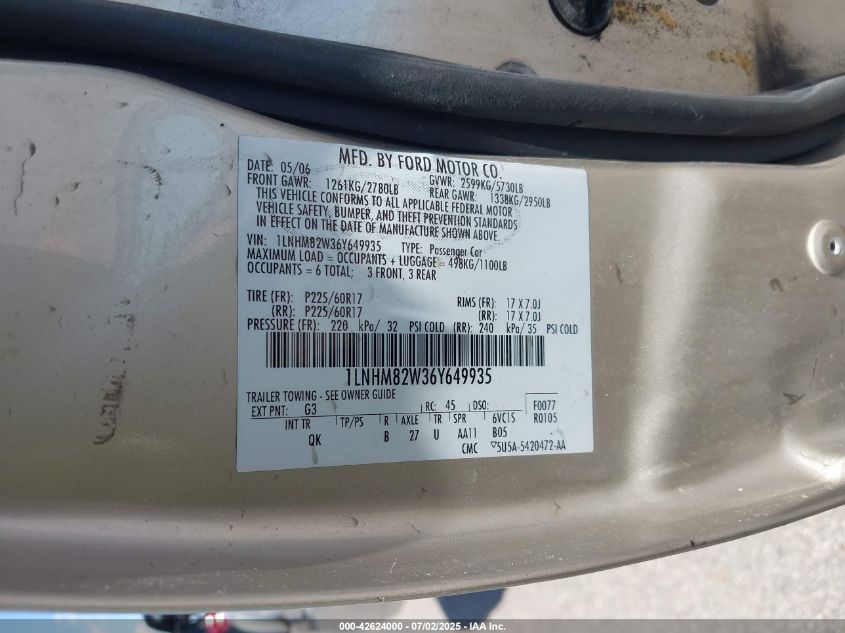 MFD. BY FORD MOTOR CO.
DATE: 05/06 GVWR: 2599KG/5730LB
FRONT GAWR: 1261KG/2780LB REAR GAWR: 1338KG/2950LB
THIS VEHICLE CONFORMS TO ALL APPLICABLE FEDERAL MOTOR
VEHICLE SAFETY, BUMPER, AND THEFT PREVENTION STANDARDS
IN EFFECT ON THE DATE OF MANUFACTURE SHOWN ABOVE.
VIN: 1LNHM82W36Y649935 TYPE: Passenger Car
MAXIMUM LOAD = OCCUPANTS + LUGGAGE = 498KG/1100LB
OCCUPANTS = 6 TOTAL; 3 FRONT, 3 REAR
TIRE (FR): P225/60R17 RIMS (FR): 17 X 7.0J
(RR): P225/60R17 (RR): 17 X 7.0J
PRESSURE (FR): 220 kPa/ 32 PSI COLD (RR): 240 kPa/ 35 PSI COLD
1LNHM82W36Y649935
TRAILER TOWING - SEE OWNER GUIDE
EXT PNT: G3 RC: 45 DSO: F0077
INT TR TP/PS R AXLE TR SPR 6VC1S R0105
QK B 27 U AA11 B05
CMC ▽5U5A-5420472-AA
000-42624000 - 07/02/2025 - IAA Inc.